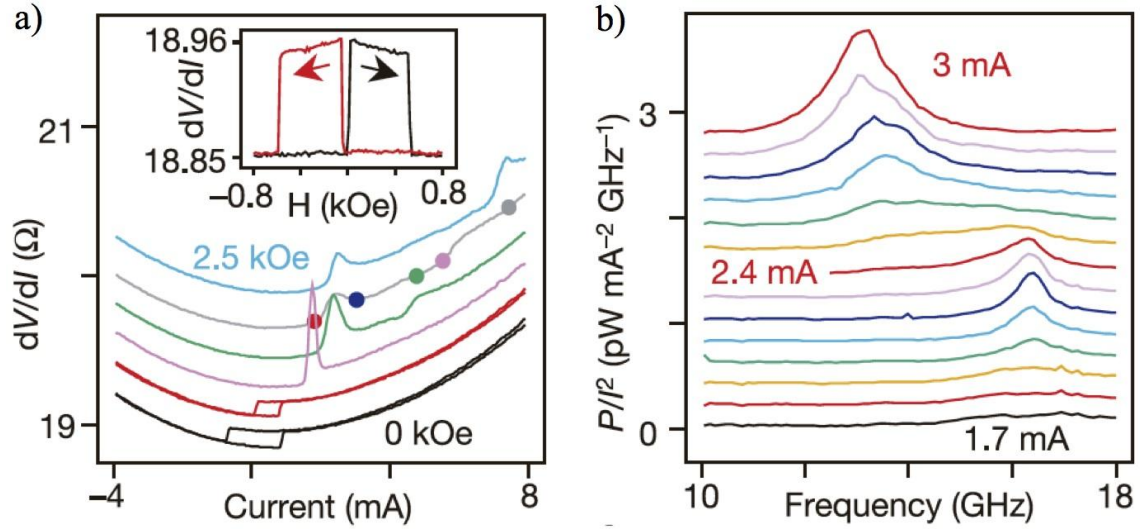 a)
18.96
dV/dI
18.85
−0.8
H (kOe)
0.8
21
dV/dI (Ω)
19
2.5 kOe
0 kOe
−4
Current (mA)
8
b)
3 mA
3
P/I² (pW mA⁻² GHz⁻¹)
2.4 mA
0
1.7 mA
10
Frequency (GHz)
18